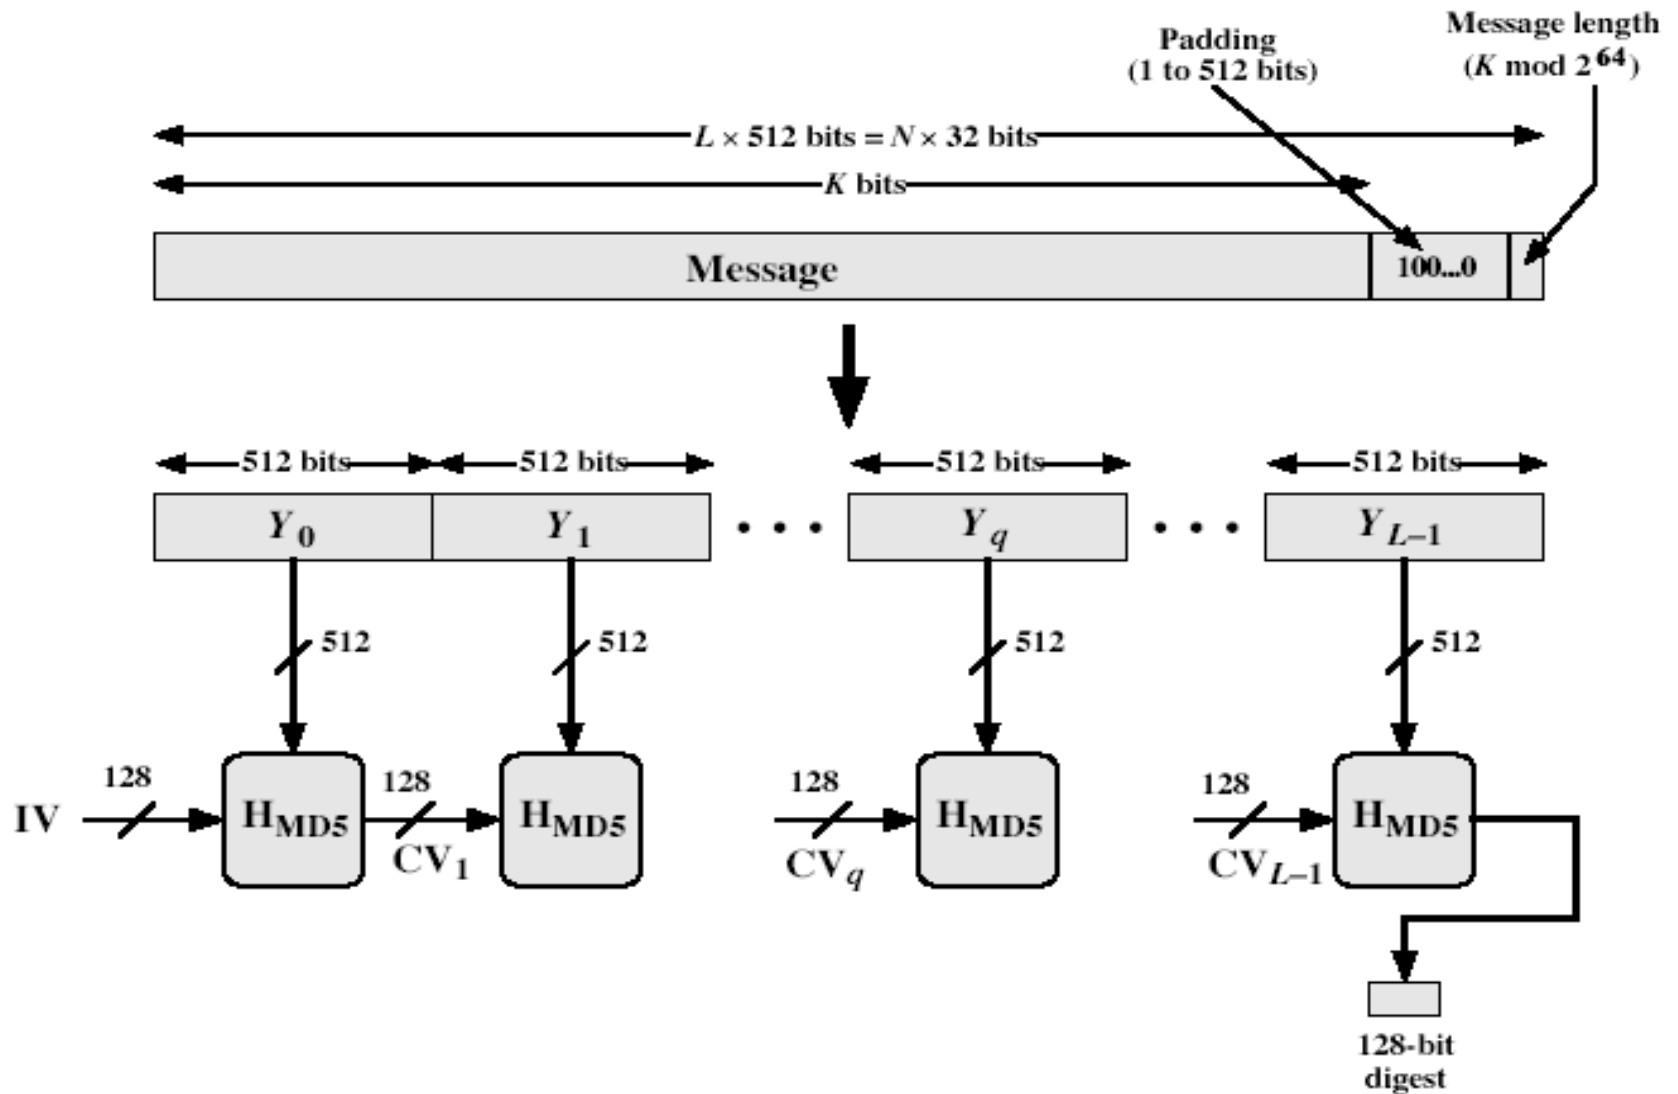 Message length
(K mod 2^64)
Padding
(1 to 512 bits)
L × 512 bits = N × 32 bits
K bits
Message
100...0
512 bits 512 bits 512 bits 512 bits
Y0 Y1 • • • Yq • • • YL–1
512 512 512 512
128 128 128 128
IV HMD5 HMD5 HMD5 HMD5
CV1 CVq CVL–1
128-bit
digest